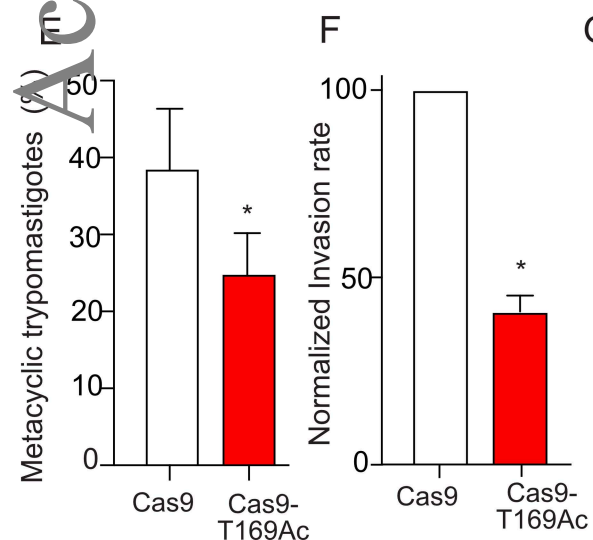 E
Ac
Metacyclic trypomastigotes (%)
50
40
30
20
10
0
*
Cas9
Cas9-
T169Ac
F
Normalized Invasion rate
100
50
0
*
Cas9
Cas9-
T169Ac